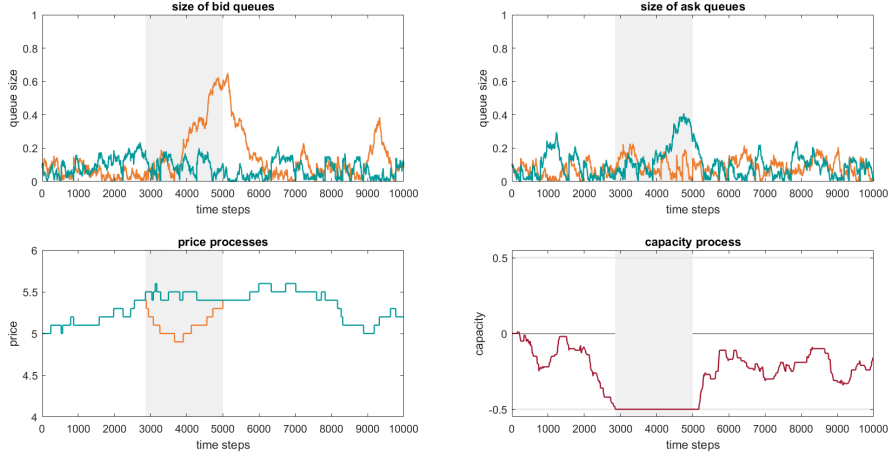 size of bid queues
1
0.8
0.6
0.4
0.2
0
queue size
0 1000 2000 3000 4000 5000 6000 7000 8000 9000 10000
time steps
size of ask queues
1
0.8
0.6
0.4
0.2
0
queue size
0 1000 2000 3000 4000 5000 6000 7000 8000 9000 10000
time steps
price processes
6
5.5
5
4.5
4
price
0 1000 2000 3000 4000 5000 6000 7000 8000 9000 10000
time steps
capacity process
0.5
0
-0.5
capacity
0 1000 2000 3000 4000 5000 6000 7000 8000 9000 10000
time steps